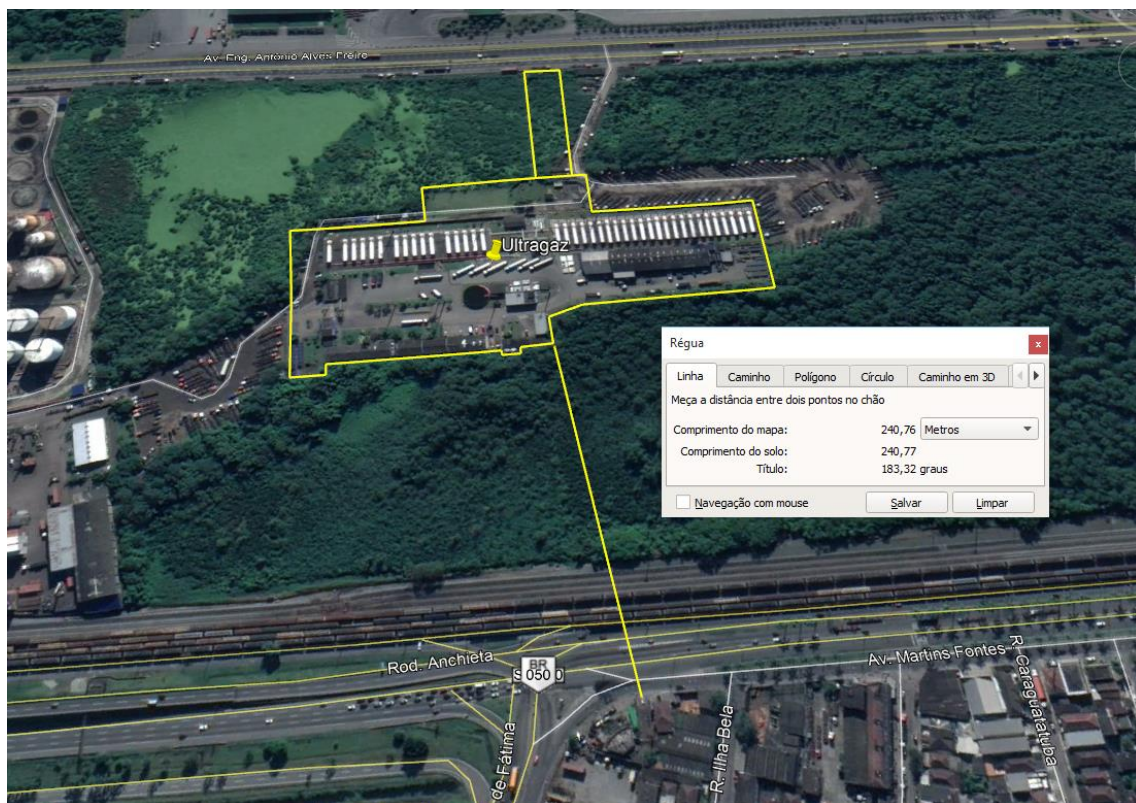 Av. Eng. Antônio Alves Freire
Ultragaz
Régua
x
Linha Caminho Polígono Círculo Caminho em 3D
Meça a distância entre dois pontos no chão
Comprimento do mapa: 240,76 Metros
Comprimento do solo: 240,77
Título: 183,32 graus
Navegação com mouse Salvar Limpar
Rod. Anchieta
BR
050
Av. Martins Fontes
R. Caraguatatuba
R. Ilha Bela
de Fátima